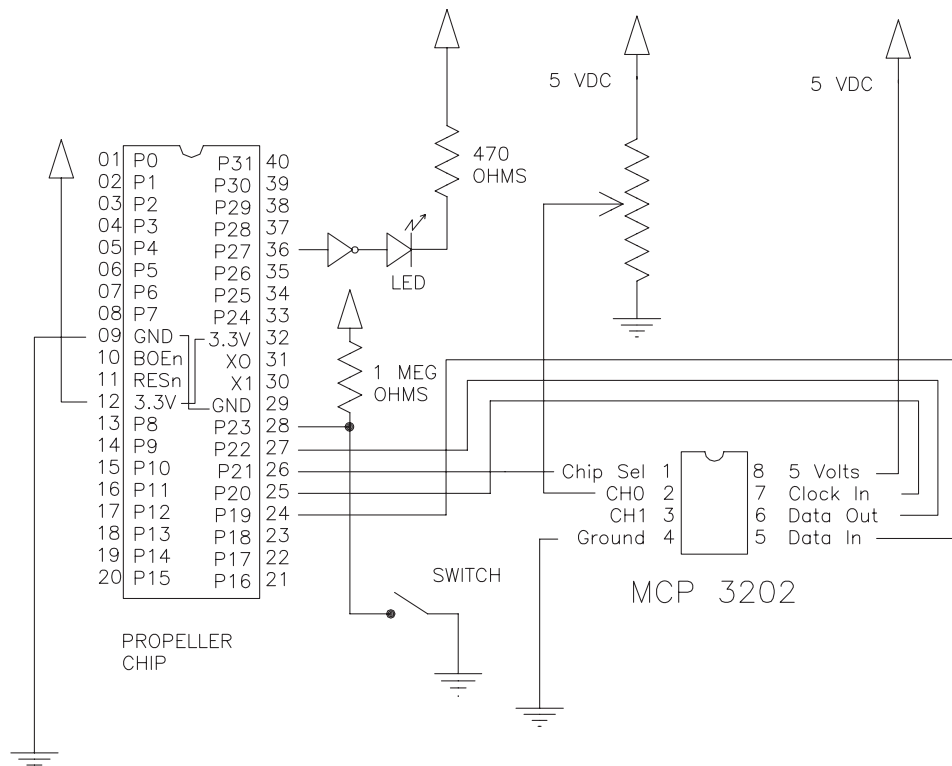 5 VDC
5 VDC
470
OHMS
LED
1 MEG
OHMS
01 P0 P31 40
02 P1 P30 39
03 P2 P29 38
04 P3 P28 37
05 P4 P27 36
06 P5 P26 35
07 P6 P25 34
08 P7 P24 33
09 GND 3.3V 32
10 BOEn XO 31
11 RESn X1 30
12 3.3V GND 29
13 P8 P23 28
14 P9 P22 27
15 P10 P21 26
16 P11 P20 25
17 P12 P19 24
18 P13 P18 23
19 P14 P17 22
20 P15 P16 21
PROPELLER
CHIP
SWITCH
Chip Sel 1 8 5 Volts
CH0 2 7 Clock In
CH1 3 6 Data Out
Ground 4 5 Data In
MCP 3202